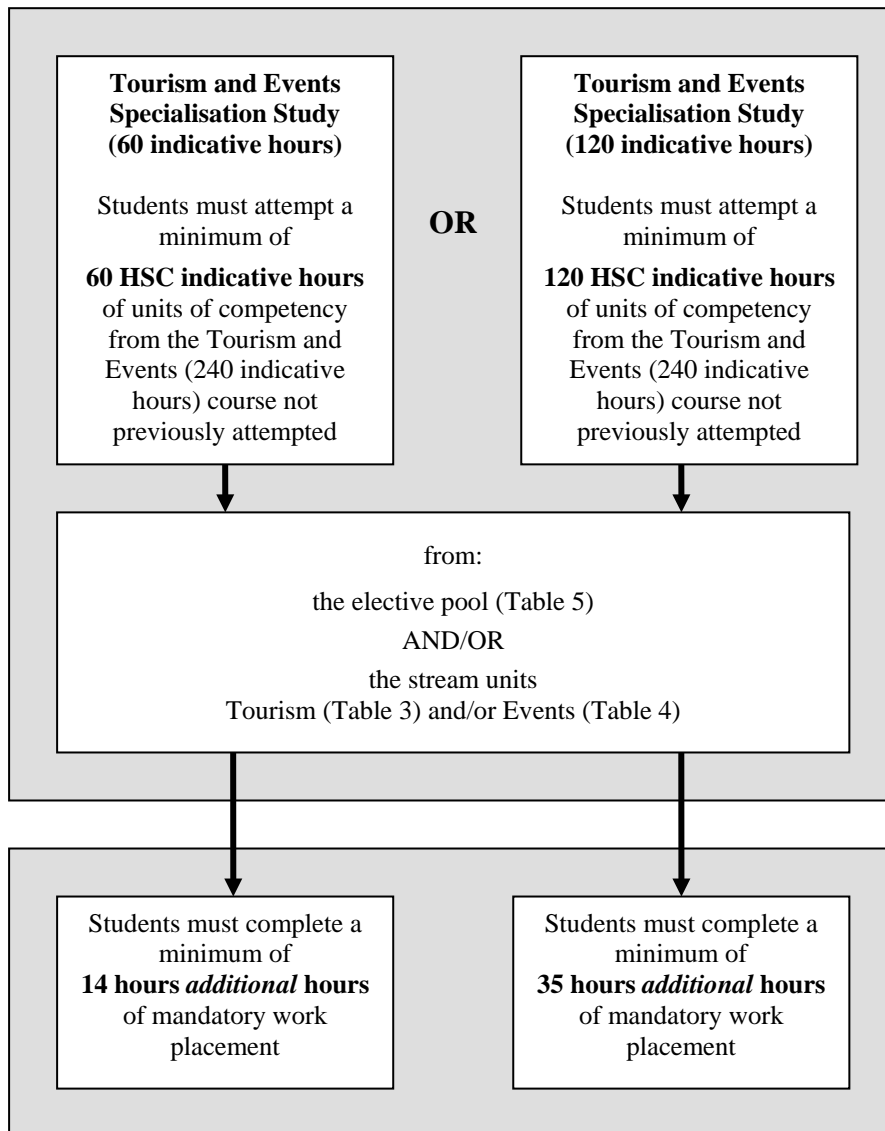 Tourism and Events
Specialisation Study
(60 indicative hours)
Students must attempt a
minimum of
60 HSC indicative hours
of units of competency
from the Tourism and
Events (240 indicative
hours) course not
previously attempted
OR
Tourism and Events
Specialisation Study
(120 indicative hours)
Students must attempt a
minimum of
120 HSC indicative hours
of units of competency
from the Tourism and
Events (240 indicative
hours) course not
previously attempted
from:
the elective pool (Table 5)
AND/OR
the stream units
Tourism (Table 3) and/or Events (Table 4)
Students must complete a
minimum of
14 hours additional hours
of mandatory work
placement
Students must complete a
minimum of
35 hours additional hours
of mandatory work
placement